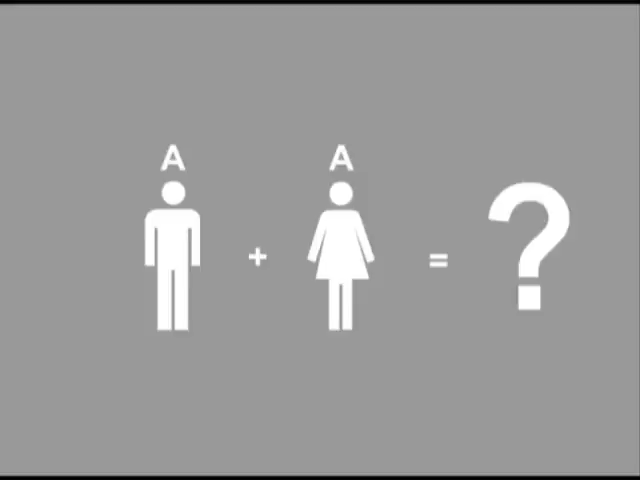 A A
+ = ?